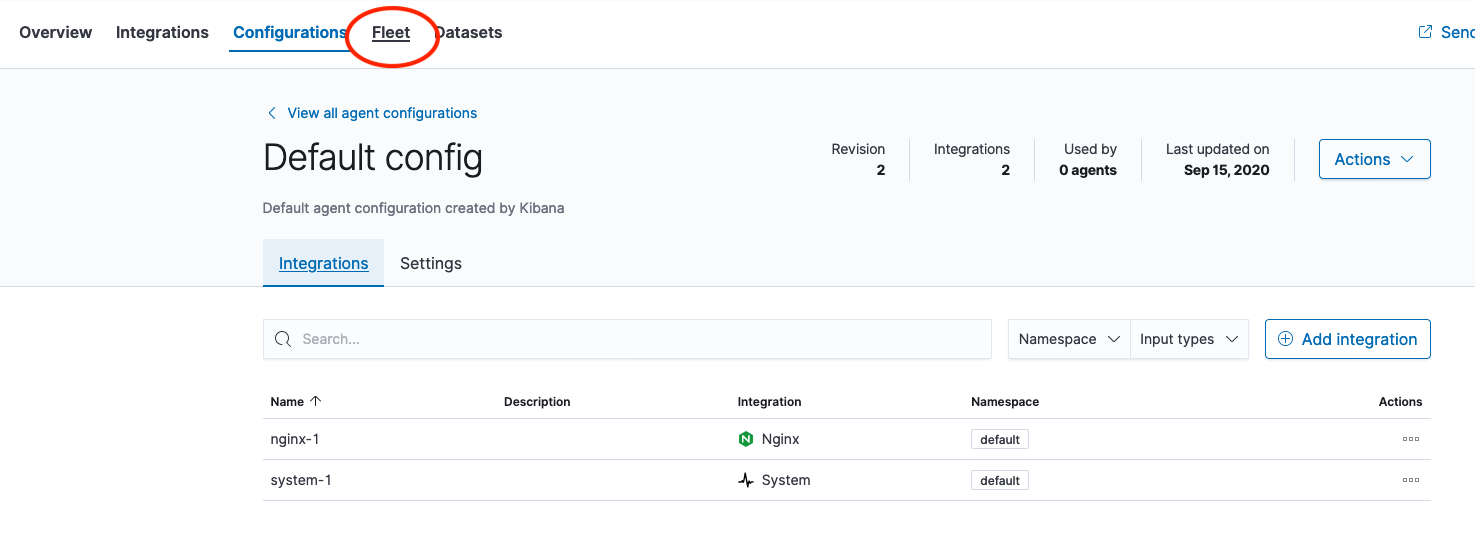 Overview Integrations Configurations Fleet Datasets Send
View all agent configurations
Default config
Revision Integrations Used by Last updated on
2 2 0 agents Sep 15, 2020
Actions
Default agent configuration created by Kibana
Integrations Settings
Search... Namespace Input types Add integration
Name Description Integration Namespace Actions
nginx-1 Nginx default
system-1 System default